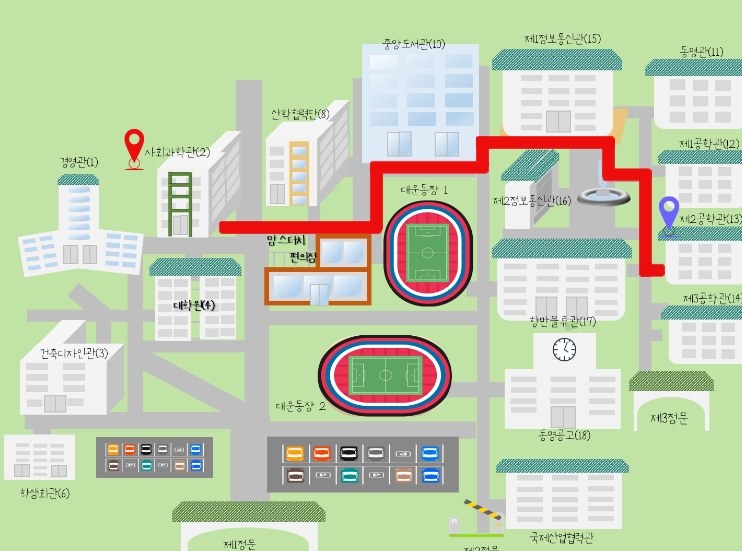 중앙도서관(10)
제1정보통신관(15)
동명관(11)
산학협력단(8)
제1공학관(12)
경영관(1)
사회과학관(2)
대운동장 1
제2정보통신관(16)
제2공학관(13)
맘스터치
편의점
제3공학관(14)
대학원(4)
항만물류관(17)
건축디자인관(3)
대운동장 2
제3정문
동명공고(18)
학생회관(6)
국제산업협력관
제1정문
제2정문